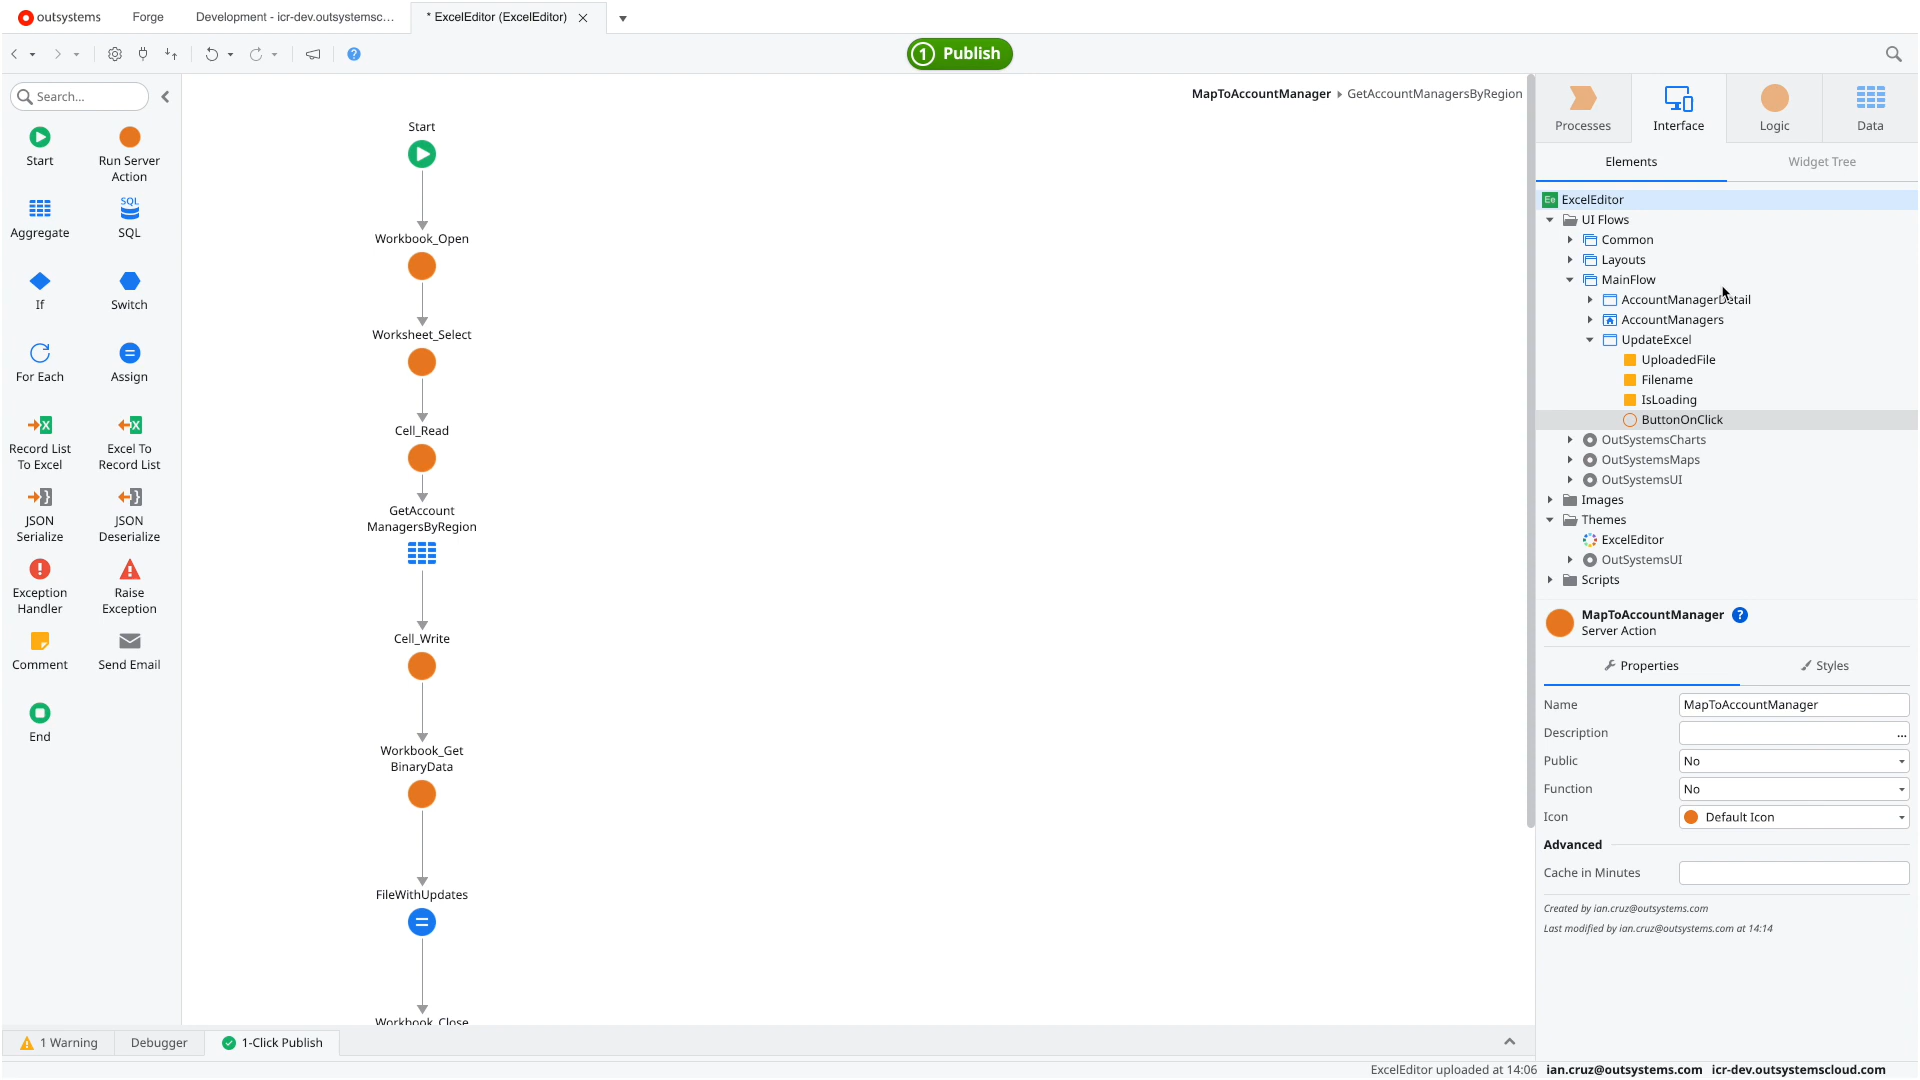 outsystems
Forge
Development - icr-dev.outsystemsc...
* ExcelEditor (ExcelEditor)
1 Publish
Search...
Start
Run Server
Action
Aggregate
SQL
SQL
If
Switch
For Each
Assign
Record List
To Excel
Excel To
Record List
JSON
Serialize
JSON
Deserialize
Exception
Handler
Raise
Exception
Comment
Send Email
End
MapToAccountManager
GetAccountManagersByRegion
Start
Workbook_Open
Worksheet_Select
Cell_Read
GetAccount
ManagersByRegion
Cell_Write
Workbook_Get
BinaryData
FileWithUpdates
Workbook_Close
Processes
Interface
Logic
Data
Elements
Widget Tree
Ee ExcelEditor
UI Flows
Common
Layouts
MainFlow
AccountManagerDetail
AccountManagers
UpdateExcel
UploadedFile
Filename
IsLoading
ButtonOnClick
OutSystemsCharts
OutSystemsMaps
OutSystemsUI
Images
Themes
ExcelEditor
OutSystemsUI
Scripts
MapToAccountManager ?
Server Action
Properties
Styles
Name MapToAccountManager
Description ...
Public No
Function No
Icon Default Icon
Advanced
Cache in Minutes
Created by ian.cruz@outsystems.com
Last modified by ian.cruz@outsystems.com at 14:14
1 Warning
Debugger
1-Click Publish
ExcelEditor uploaded at 14:06 ian.cruz@outsystems.com icr-dev.outsystemscloud.com